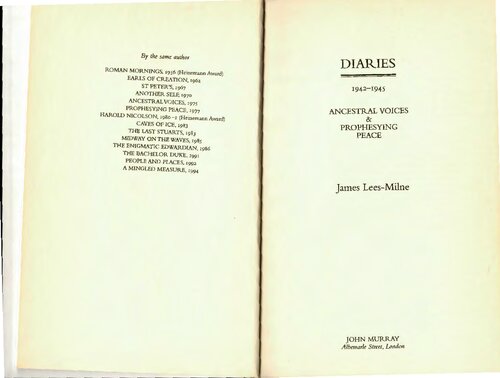 By the same author
ROMAN MORNINGS, 1956 (Heinemann Award)
EARLS OF CREATION, 1962
ST PETER'S, 1967
ANOTHER SELF 1970
ANCESTRAL VOICES, 1975
PROPHESYING PEACE, 1977
HAROLD NICOLSON, 1980–1 (Heinemann Award)
CAVES OF ICE, 1983
THE LAST STUARTS, 1983
MIDWAY ON THE WAVES, 1985
THE ENIGMATIC EDWARDIAN, 1986
THE BACHELOR DUKE, 1991
PEOPLE AND PLACES, 1992
A MINGLED MEASURE, 1994
DIARIES
1942–1945
ANCESTRAL VOICES
&
PROPHESYING
PEACE
James Lees-Milne
JOHN MURRAY
Albemarle Street, London